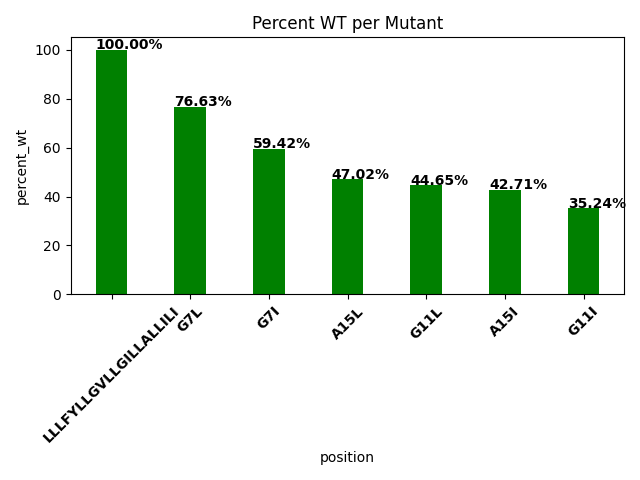 Percent WT per Mutant
percent_wt
100
80
60
40
20
0
100.00%
76.63%
59.42%
47.02%
44.65%
42.71%
35.24%
LLLFYLLGVLLGILLALLILI
G7L
G7I
A15L
G11L
A15I
G11I
position